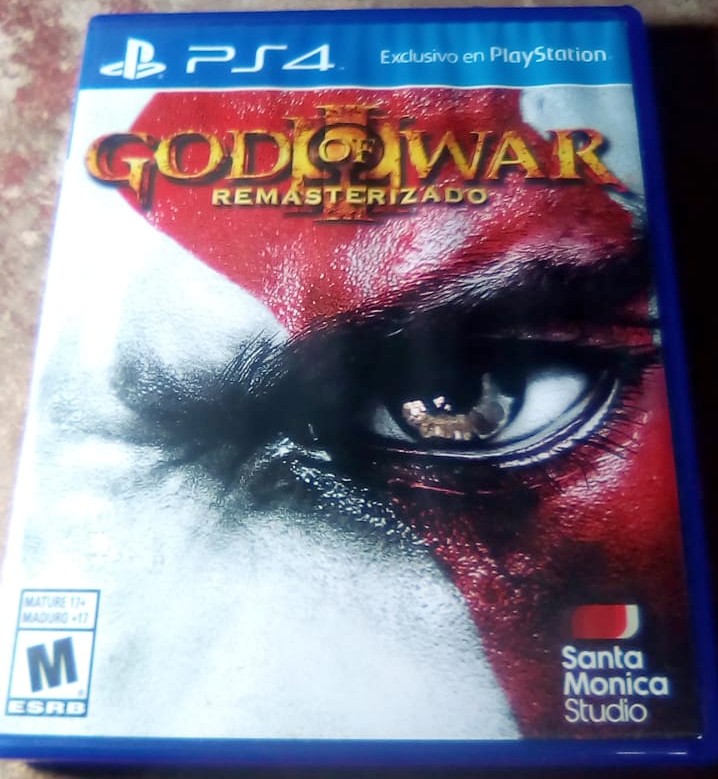 PS4
Exclusivo en PlayStation
GOD OF WAR
III
REMASTERIZADO
MATURE 17+
MADURO +17
M
ESRB
Santa
Monica
Studio